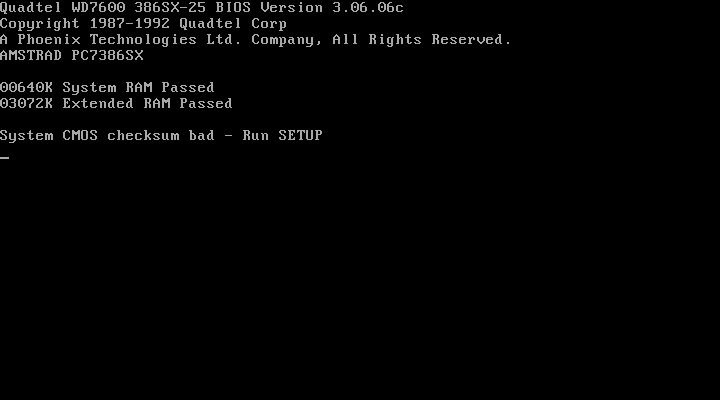 Quadtel WD7600 386SX-25 BIOS Version 3.06.06c
Copyright 1987-1992 Quadtel Corp
A Phoenix Technologies Ltd. Company, All Rights Reserved.
AMSTRAD PC7386SX
00640K System RAM Passed
03072K Extended RAM Passed
System CMOS checksum bad - Run SETUP